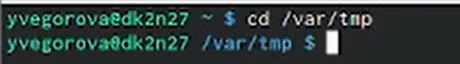 yvegorova@dk2n27 ~ $ cd /var/tmp
yvegorova@dk2n27 /var/tmp $